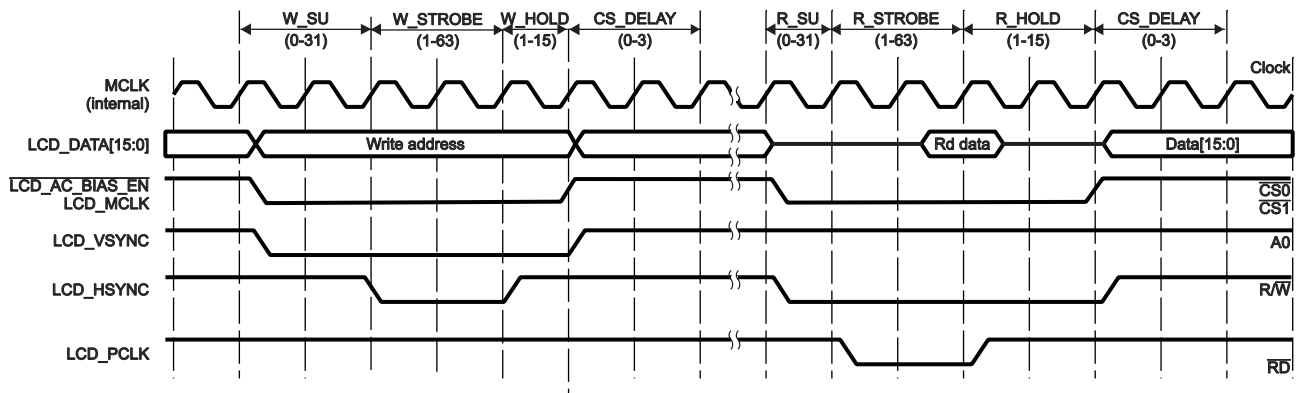 W_SU W_STROBE W_HOLD CS_DELAY R_SU R_STROBE R_HOLD CS_DELAY
(0-31) (1-63) (1-15) (0-3) (0-31) (1-63) (1-15) (0-3)
Clock
MCLK
(internal)
LCD_DATA[15:0] Write address Rd data Data[15:0]
LCD_AC_BIAS_EN CS0
LCD_MCLK CS1
LCD_VSYNC A0
LCD_HSYNC R/W
LCD_PCLK
RD